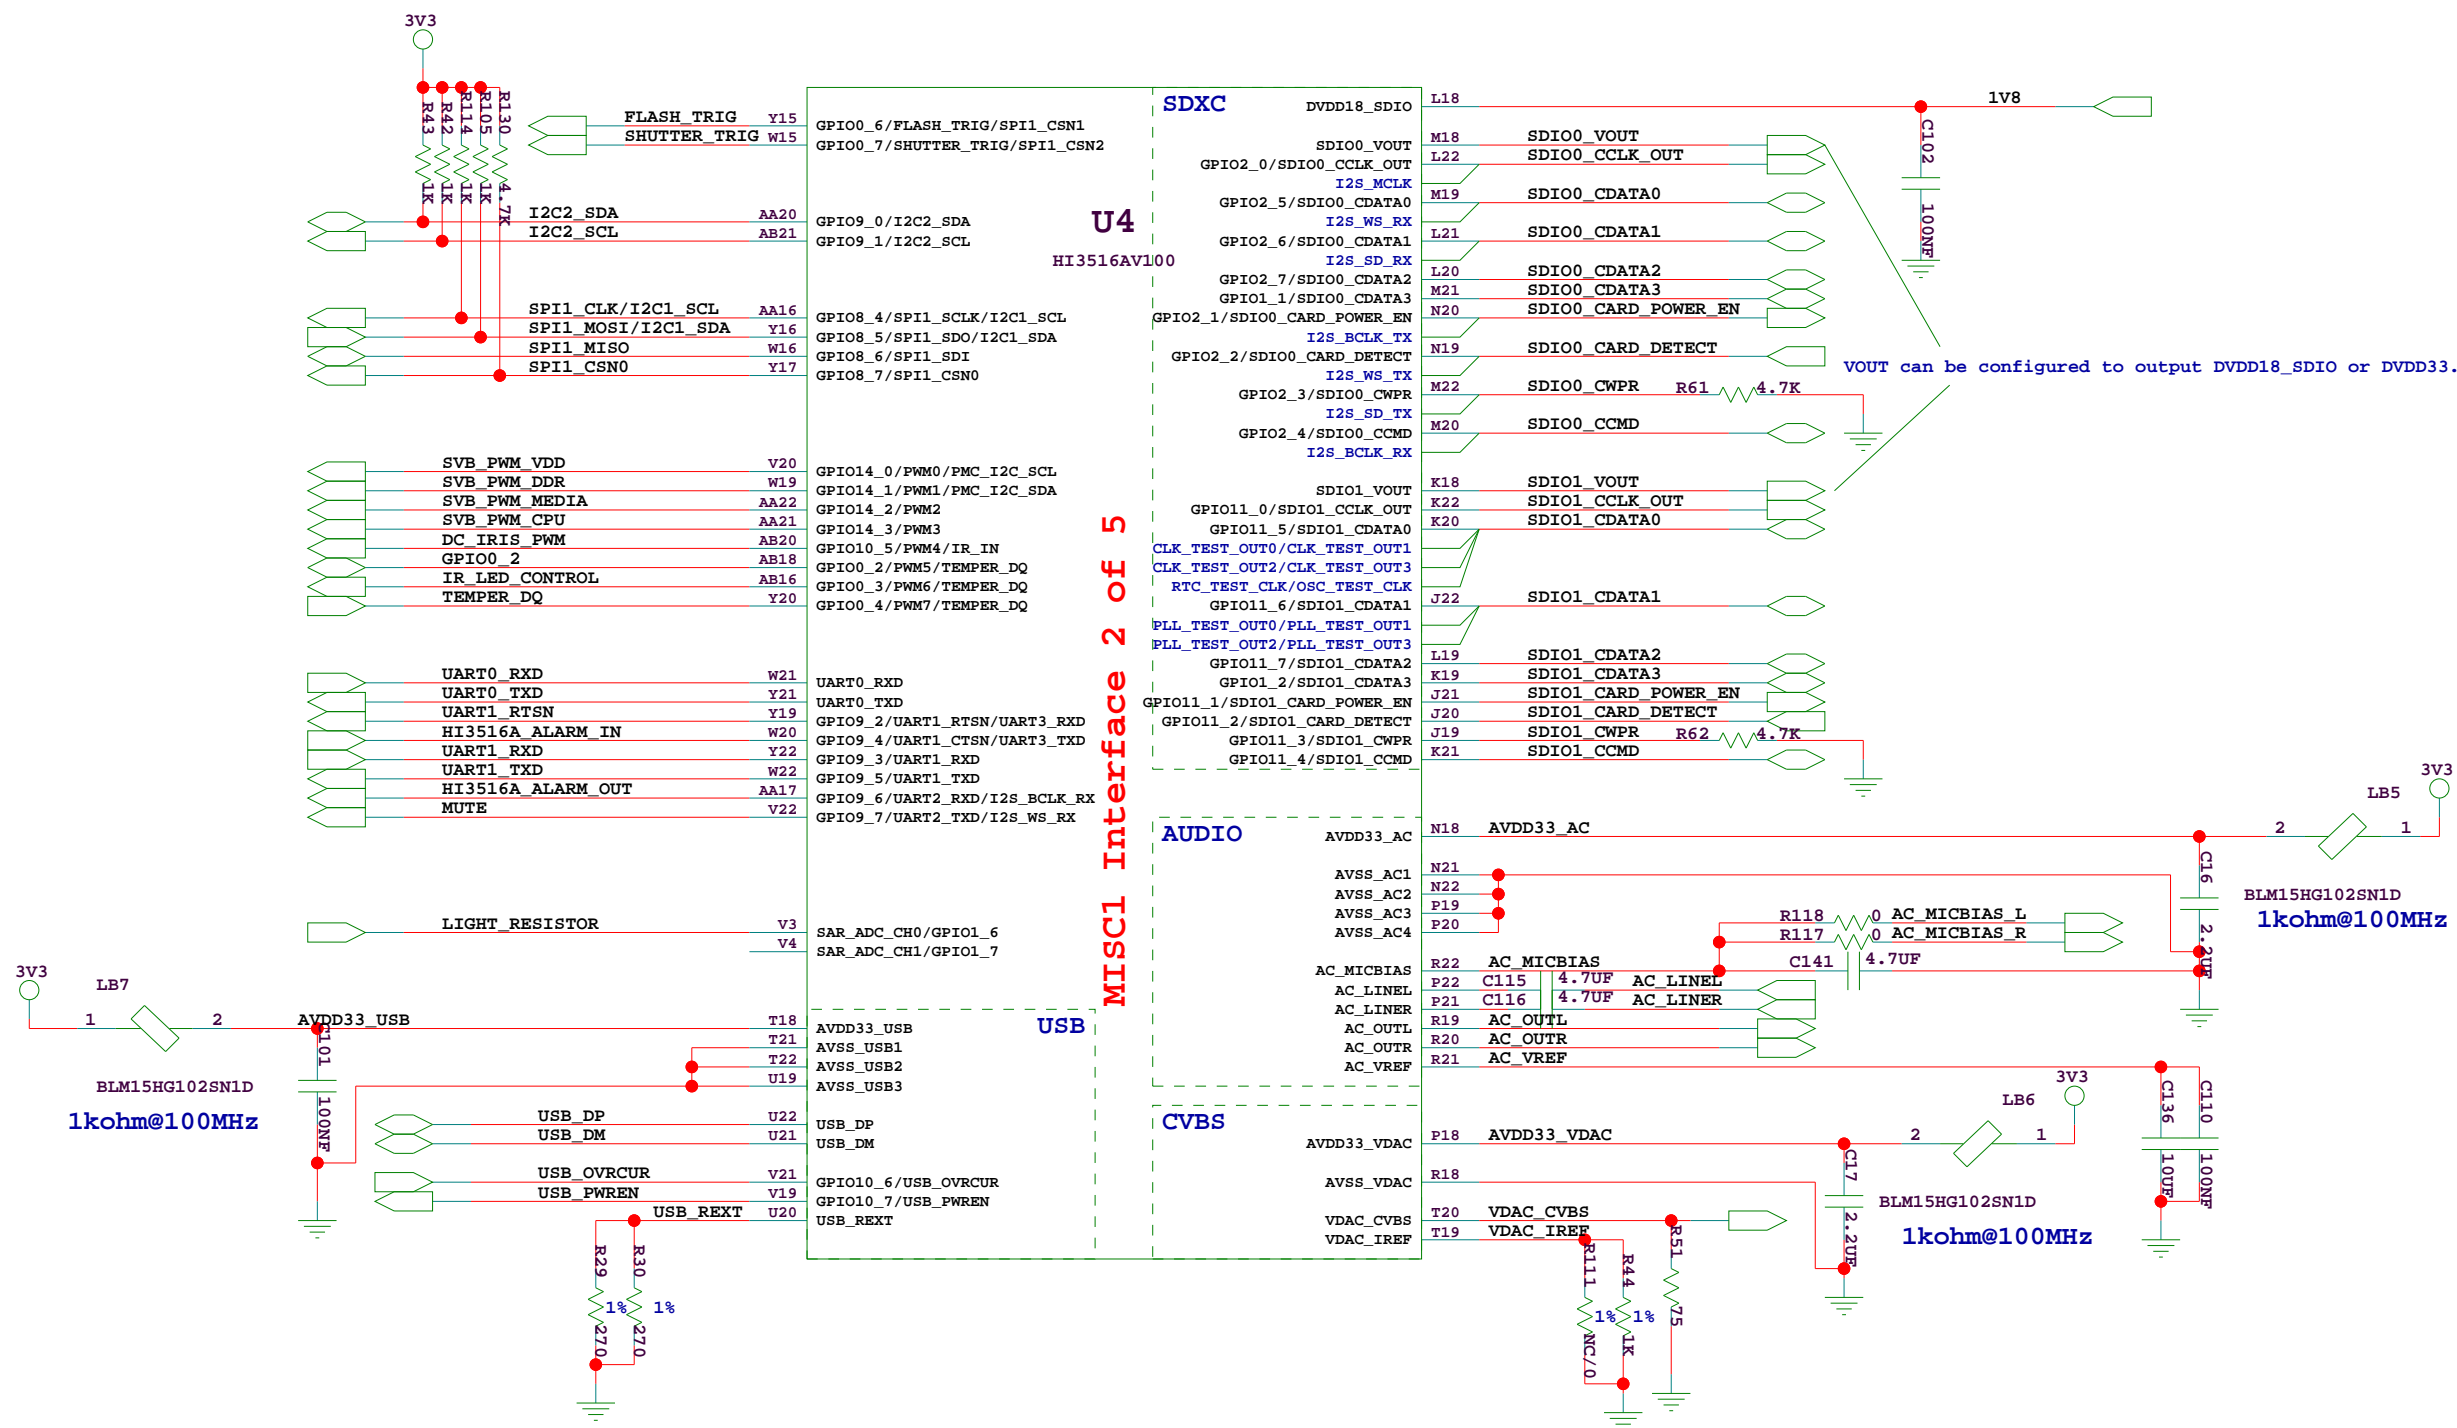 3V3
R43
R42
R114
R105
R130
1K
1K
1K
1K
4.7K
FLASH_TRIG Y15 GPIO0_6/FLASH_TRIG/SPI1_CSN1
SHUTTER_TRIG W15 GPIO0_7/SHUTTER_TRIG/SPI1_CSN2
I2C2_SDA AA20 GPIO9_0/I2C2_SDA
I2C2_SCL AB21 GPIO9_1/I2C2_SCL
SPI1_CLK/I2C1_SCL AA16 GPIO8_4/SPI1_SCLK/I2C1_SCL
SPI1_MOSI/I2C1_SDA Y16 GPIO8_5/SPI1_SDO/I2C1_SDA
SPI1_MISO W16 GPIO8_6/SPI1_SDI
SPI1_CSN0 Y17 GPIO8_7/SPI1_CSN0
SVB_PWM_VDD V20 GPIO14_0/PWM0/PMC_I2C_SCL
SVB_PWM_DDR W19 GPIO14_1/PWM1/PMC_I2C_SDA
SVB_PWM_MEDIA AA22 GPIO14_2/PWM2
SVB_PWM_CPU AA21 GPIO14_3/PWM3
DC_IRIS_PWM AB20 GPIO10_5/PWM4/IR_IN
GPIO0_2 AB18 GPIO0_2/PWM5/TEMPER_DQ
IR_LED_CONTROL AB16 GPIO0_3/PWM6/TEMPER_DQ
TEMPER_DQ Y20 GPIO0_4/PWM7/TEMPER_DQ
UART0_RXD W21 UART0_RXD
UART0_TXD Y21 UART0_TXD
UART1_RTSN Y19 GPIO9_2/UART1_RTSN/UART3_RXD
HI3516A_ALARM_IN W20 GPIO9_4/UART1_CTSN/UART3_TXD
UART1_RXD Y22 GPIO9_3/UART1_RXD
UART1_TXD W22 GPIO9_5/UART1_TXD
HI3516A_ALARM_OUT AA17 GPIO9_6/UART2_RXD/I2S_BCLK_RX
MUTE V22 GPIO9_7/UART2_TXD/I2S_WS_RX
LIGHT_RESISTOR V3 SAR_ADC_CH0/GPIO1_6
V4 SAR_ADC_CH1/GPIO1_7
3V3
LB7
1 2
AVDD33_USB T18 AVDD33_USB
T21 AVSS_USB1
T22 AVSS_USB2
U19 AVSS_USB3
C101
100NF
BLM15HG102SN1D
1kohm@100MHz
USB
USB_DP U22 USB_DP
USB_DM U21 USB_DM
USB_OVRCUR V21 GPIO10_6/USB_OVRCUR
USB_PWREN V19 GPIO10_7/USB_PWREN
USB_REXT U20 USB_REXT
R29
R30
1% 1%
270
270
U4
HI3516AV100
MISC1 Interface 2 of 5
SDXC
DVDD18_SDIO L18 1V8
C102
100NF
SDIO0_VOUT M18 SDIO0_VOUT
GPIO2_0/SDIO0_CCLK_OUT L22 SDIO0_CCLK_OUT
I2S_MCLK
GPIO2_5/SDIO0_CDATA0 M19 SDIO0_CDATA0
I2S_WS_RX
GPIO2_6/SDIO0_CDATA1 L21 SDIO0_CDATA1
I2S_SD_RX
GPIO2_7/SDIO0_CDATA2 L20 SDIO0_CDATA2
GPIO1_1/SDIO0_CDATA3 M21 SDIO0_CDATA3
GPIO2_1/SDIO0_CARD_POWER_EN N20 SDIO0_CARD_POWER_EN
I2S_BCLK_TX
GPIO2_2/SDIO0_CARD_DETECT N19 SDIO0_CARD_DETECT
I2S_WS_TX
VOUT can be configured to output DVDD18_SDIO or DVDD33.
GPIO2_3/SDIO0_CWPR M22 SDIO0_CWPR R61 4.7K
I2S_SD_TX
GPIO2_4/SDIO0_CCMD M20 SDIO0_CCMD
I2S_BCLK_RX
SDIO1_VOUT K18 SDIO1_VOUT
GPIO11_0/SDIO1_CCLK_OUT K22 SDIO1_CCLK_OUT
GPIO11_5/SDIO1_CDATA0 K20 SDIO1_CDATA0
CLK_TEST_OUT0/CLK_TEST_OUT1
CLK_TEST_OUT2/CLK_TEST_OUT3
RTC_TEST_CLK/OSC_TEST_CLK
GPIO11_6/SDIO1_CDATA1 J22 SDIO1_CDATA1
PLL_TEST_OUT0/PLL_TEST_OUT1
PLL_TEST_OUT2/PLL_TEST_OUT3
GPIO11_7/SDIO1_CDATA2 L19 SDIO1_CDATA2
GPIO1_2/SDIO1_CDATA3 K19 SDIO1_CDATA3
GPIO11_1/SDIO1_CARD_POWER_EN J21 SDIO1_CARD_POWER_EN
GPIO11_2/SDIO1_CARD_DETECT J20 SDIO1_CARD_DETECT
GPIO11_3/SDIO1_CWPR J19 SDIO1_CWPR R62 4.7K
GPIO11_4/SDIO1_CCMD K21 SDIO1_CCMD
AUDIO
AVDD33_AC N18 AVDD33_AC
2 1
LB5
3V3
C16
2.2UF
BLM15HG102SN1D
1kohm@100MHz
AVSS_AC1 N21
AVSS_AC2 N22
AVSS_AC3 P19
AVSS_AC4 P20
R118 0 AC_MICBIAS_L
R117 0 AC_MICBIAS_R
AC_MICBIAS R22 AC_MICBIAS C141 4.7UF
AC_LINEL P22 C115 4.7UF AC_LINEL
AC_LINER P21 C116 4.7UF AC_LINER
AC_OUTL R19 AC_OUTL
AC_OUTR R20 AC_OUTR
AC_VREF R21 AC_VREF
C136
C110
10UF
100NF
CVBS
AVDD33_VDAC P18 AVDD33_VDAC
2 1
LB6
3V3
C17
2.2UF
BLM15HG102SN1D
1kohm@100MHz
AVSS_VDAC R18
VDAC_CVBS T20 VDAC_CVBS
VDAC_IREF T19 VDAC_IREF
R111
R44
R51
1% 1%
NC/0
1K
75